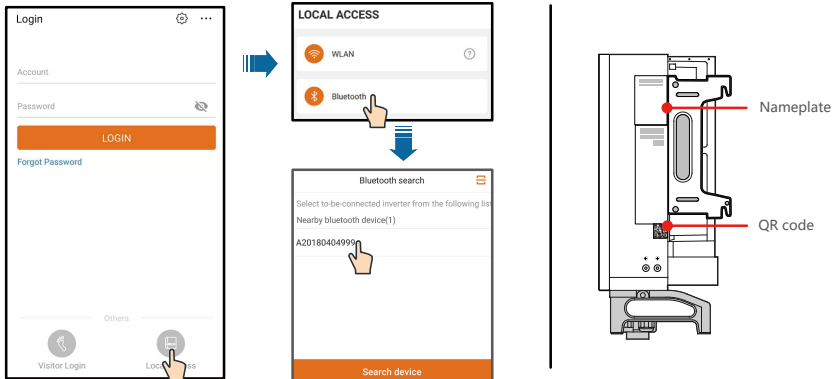 Login
Account
Password
LOGIN
Forgot Password
Others
Visitor Login
LOCAL ACCESS
WLAN
?
Bluetooth
Bluetooth search
Select to-be-connected inverter from the following list
Nearby bluetooth device(1)
A20180404999
Search device
Nameplate
QR code